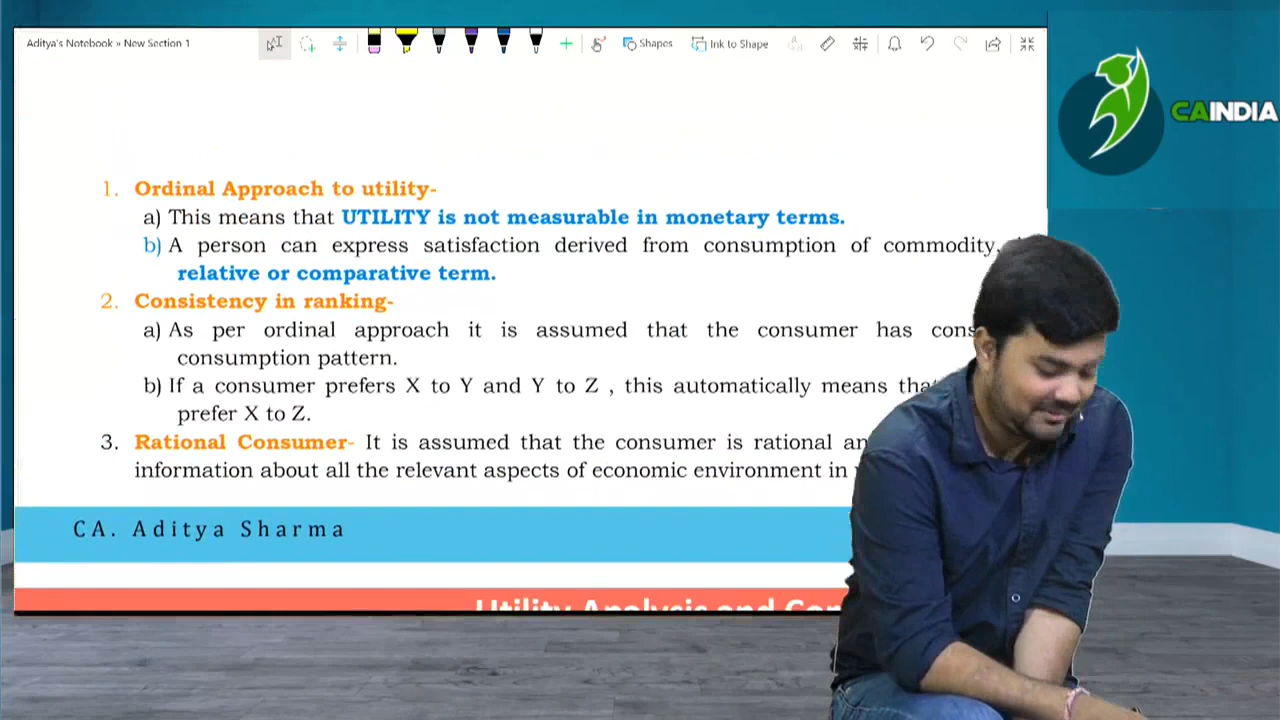 Aditya's Notebook » New Section 1
Shapes
Ink to Shape
CAINDIA
1. Ordinal Approach to utility-
a) This means that UTILITY is not measurable in monetary terms.
b) A person can express satisfaction derived from consumption of commodity,
relative or comparative term.
2. Consistency in ranking-
a) As per ordinal approach it is assumed that the consumer has
consumption pattern.
b) If a consumer prefers X to Y and Y to Z , this automatically means
prefer X to Z.
3. Rational Consumer- It is assumed that the consumer is rational
information about all the relevant aspects of economic environment in
CA. Aditya Sharma
Utility Analysis and